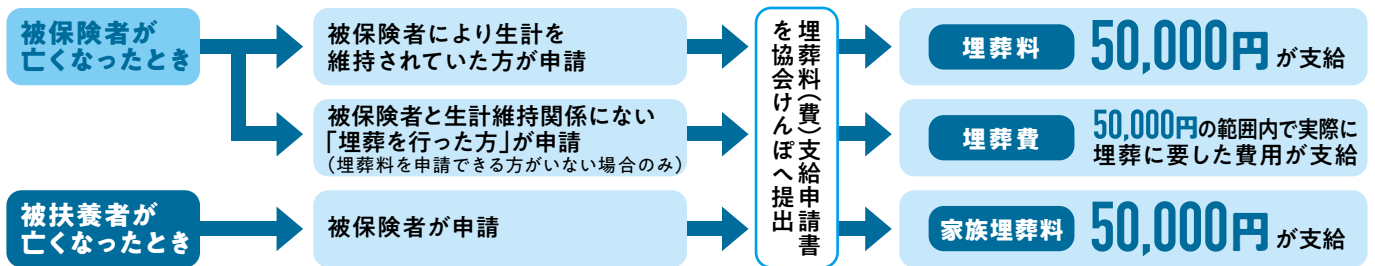 被保険者が
亡くなったとき
被保険者により生計を
維持されていた方が申請
被保険者と生計維持関係にない
「埋葬を行った方」が申請
(埋葬料を申請できる方がいない場合のみ)
被扶養者が
亡くなったとき
被保険者が申請
埋葬料(費)支給申請書
を協会けんぽへ提出
埋葬料 50,000円が支給
埋葬費 50,000円の範囲内で実際に
埋葬に要した費用が支給
家族埋葬料 50,000円が支給